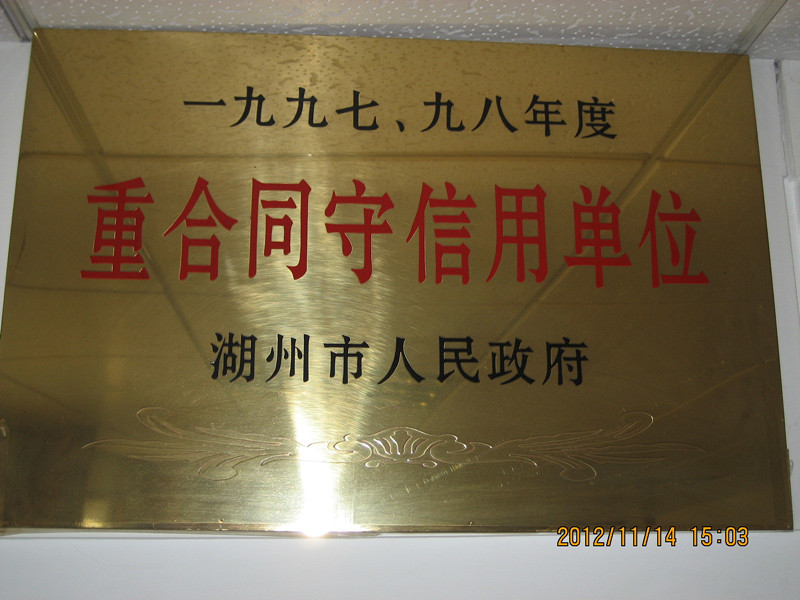 一九九七、九八年度
重合同守信用单位
湖州市人民政府
2012/11/14 15:03